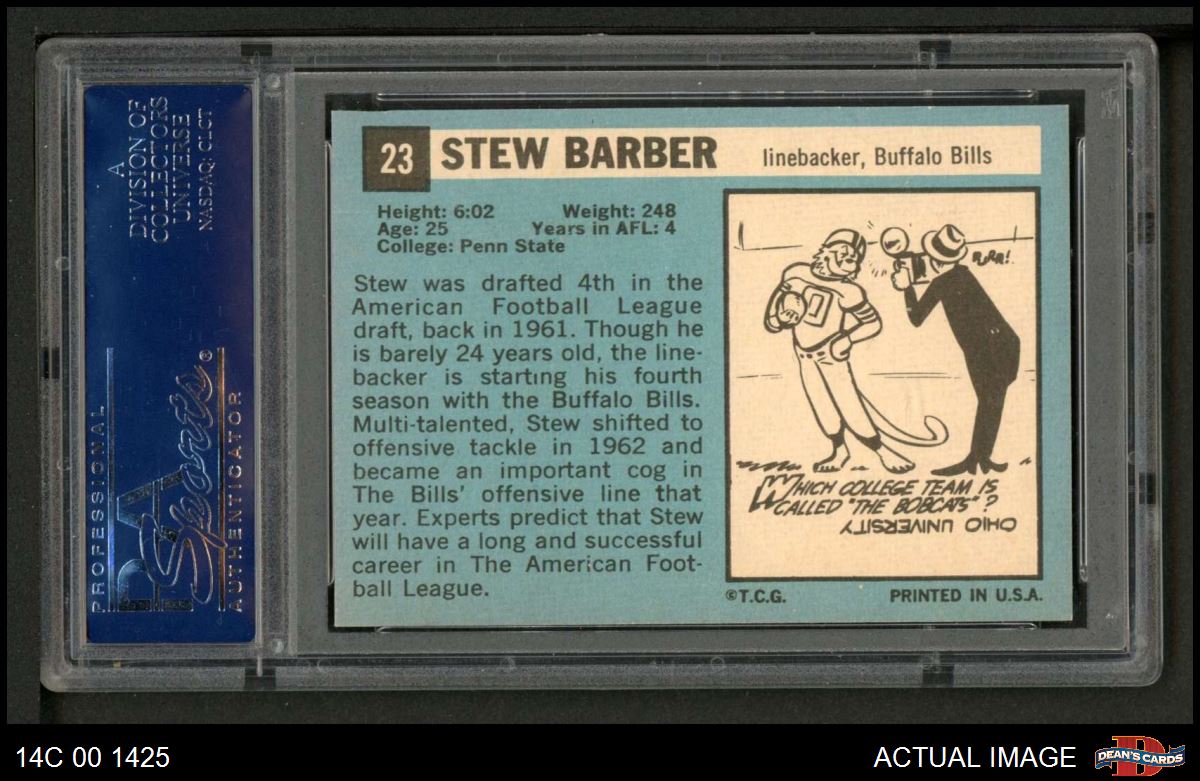 A
DIVISION OF
COLLECTORS
UNIVERSE
NASDAQ: CLCT
PROFESSIONAL
PSA
Sports®
AUTHENTICATOR
23 STEW BARBER linebacker, Buffalo Bills
Height: 6:02 Weight: 248
Age: 25 Years in AFL: 4
College: Penn State
Stew was drafted 4th in the
American Football League
draft, back in 1961. Though he
is barely 24 years old, the line-
backer is starting his fourth
season with the Buffalo Bills.
Multi-talented, Stew shifted to
offensive tackle in 1962 and
became an important cog in
The Bills' offensive line that
year. Experts predict that Stew
will have a long and successful
career in The American Foot-
ball League.
PURR!
WHICH COLLEGE TEAM IS
CALLED "THE BOBCATS"?
OHIO UNIVERSITY
©T.C.G. PRINTED IN U.S.A.
14C 00 1425
ACTUAL IMAGE
D
DEAN'S CARDS